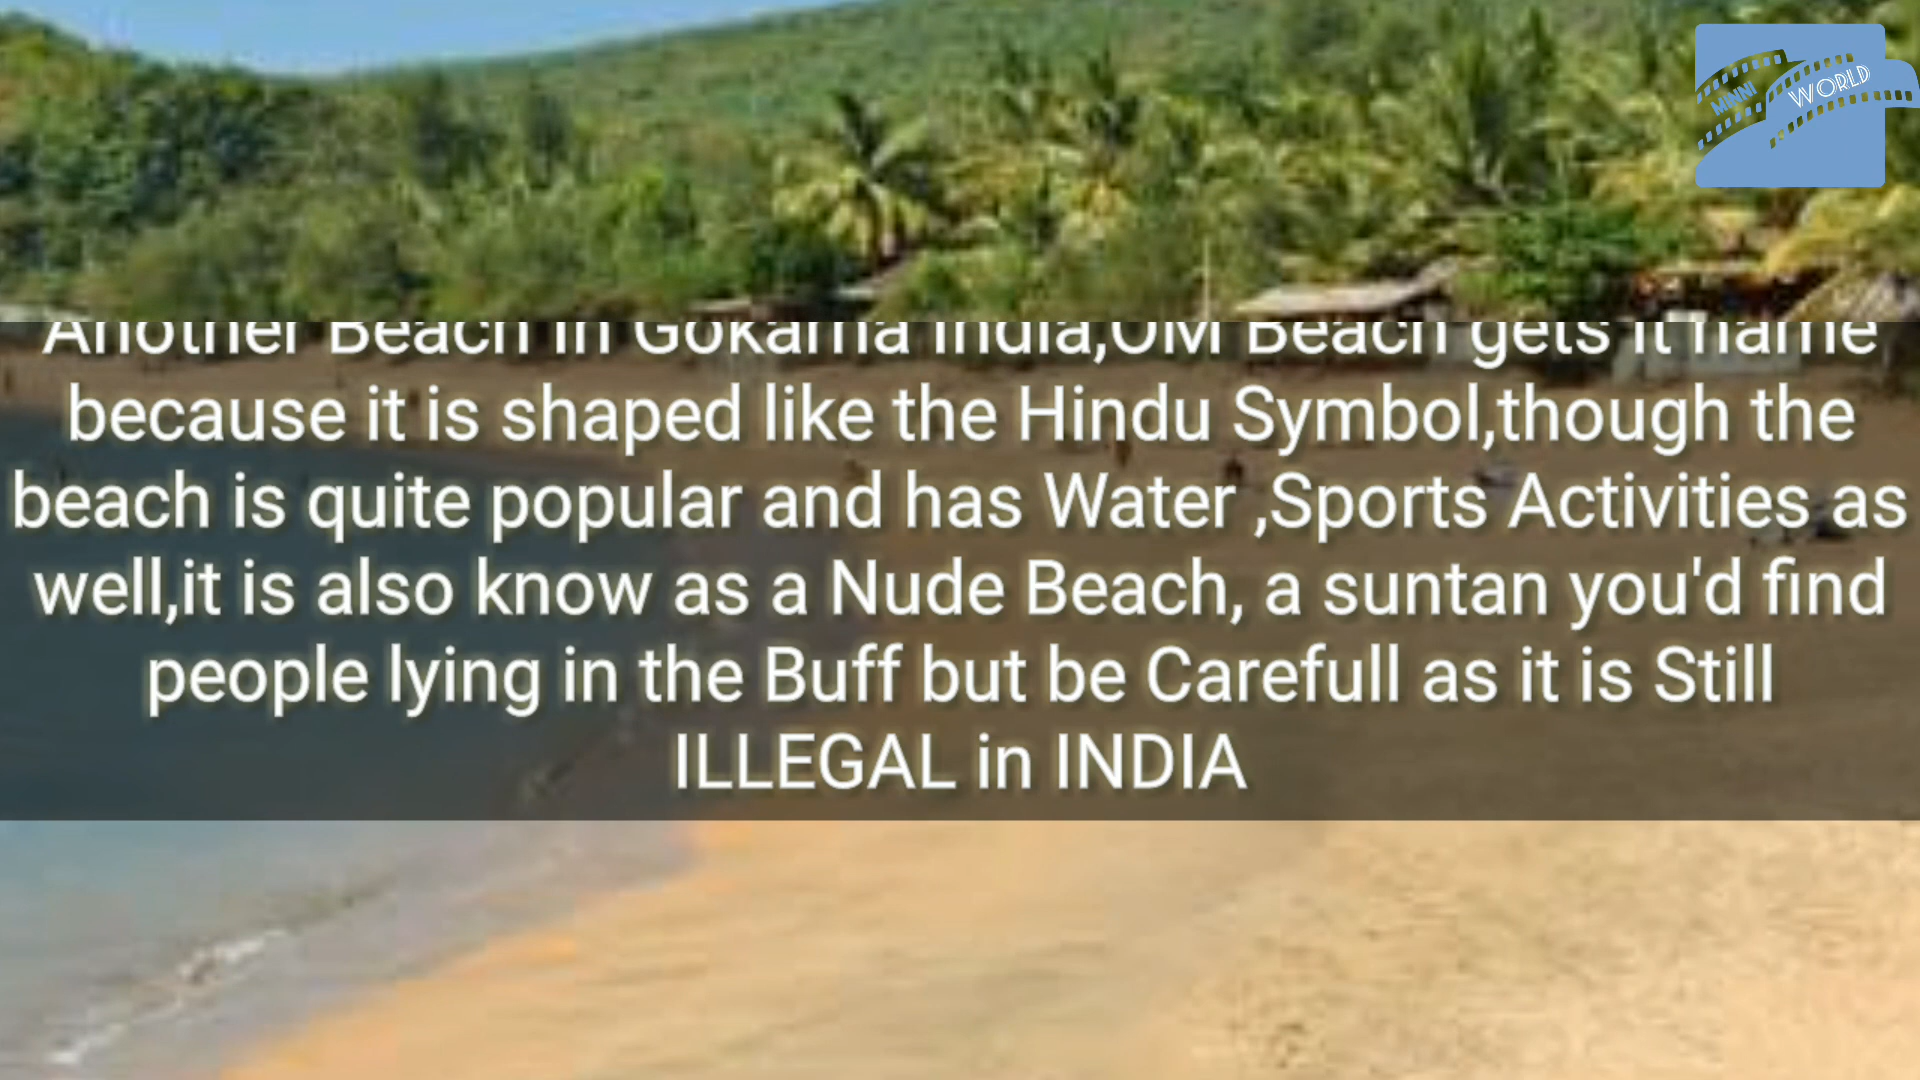 MINNI WORLD
Another Beach in Gokarna India,OM Beach gets it name
because it is shaped like the Hindu Symbol,though the
beach is quite popular and has Water ,Sports Activities as
well,it is also know as a Nude Beach, a suntan you'd find
people lying in the Buff but be Carefull as it is Still
ILLEGAL in INDIA